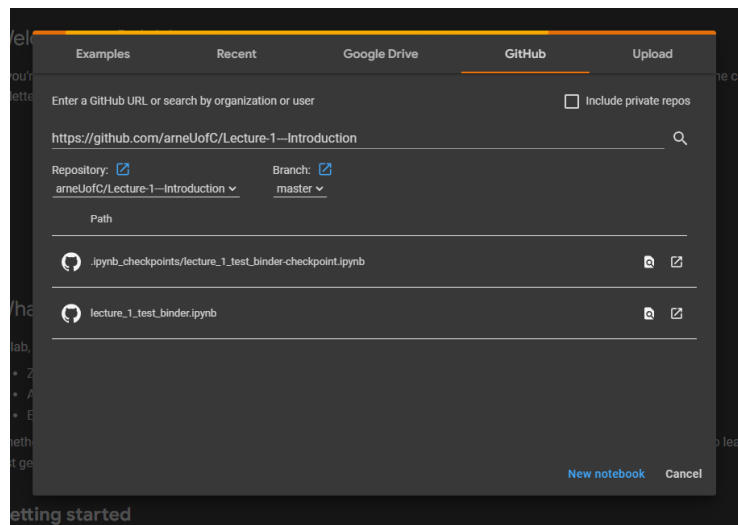 Examples
Recent
Google Drive
GitHub
Upload
Enter a GitHub URL or search by organization or user
Include private repos
https://github.com/arneUofC/Lecture-1---Introduction
Repository:
Branch:
arneUofC/Lecture-1---Introduction
master
Path
.ipynb_checkpoints/lecture_1_test_binder-checkpoint.ipynb
lecture_1_test_binder.ipynb
New notebook
Cancel
etting started